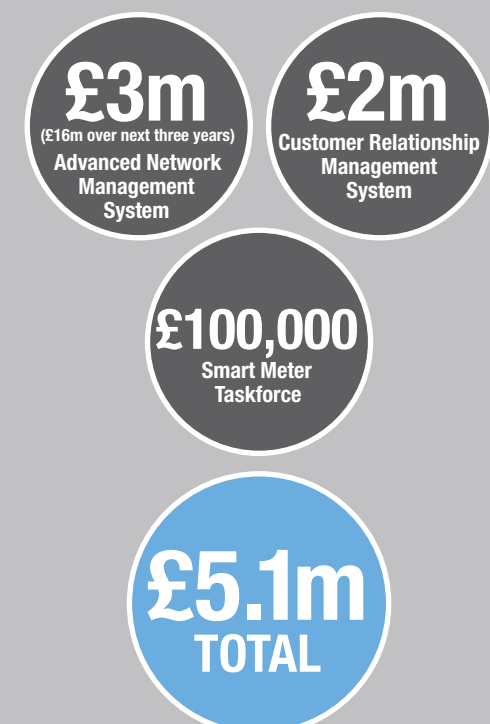 £3m
(£16m over next three years)
Advanced Network
Management
System
£2m
Customer Relationship
Management
System
£100,000
Smart Meter
Taskforce
£5.1m
TOTAL